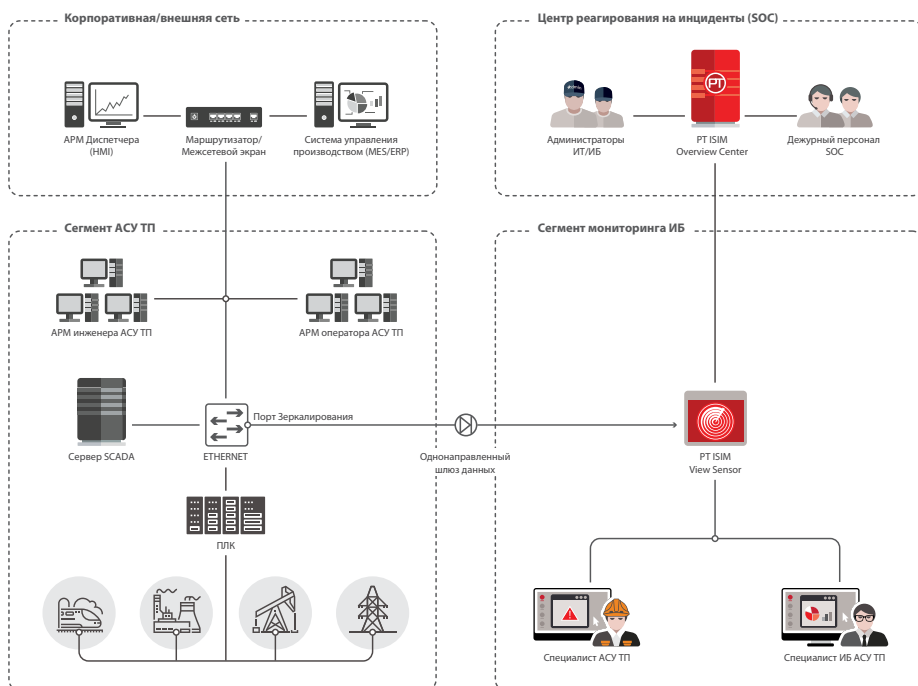 Корпоративная/внешняя сеть
АРМ Диспетчера
(HMI)
Маршрутизатор/
Межсетевой экран
Система управления
производством (MES/ERP)
Центр реагирования на инциденты (SOC)
Администраторы
ИТ/ИБ
PT
PT ISIM
Overview Center
Дежурный персонал
SOC
Сегмент АСУ ТП
АРМ инженера АСУ ТП
АРМ оператора АСУ ТП
Сервер SCADA
Порт Зеркалирования
ETHERNET
ПЛК
Однонаправленный
шлюз данных
Сегмент мониторинга ИБ
PT ISIM
View Sensor
Специалист АСУ ТП
Специалист ИБ АСУ ТП